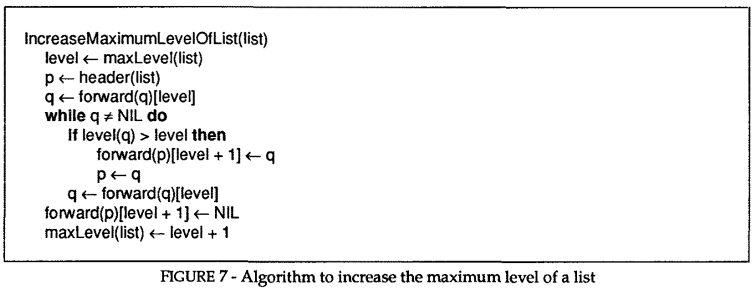 IncreaseMaximumLevelOfList(list)
level ← maxLevel(list)
p ← header(list)
q ← forward(q)[level]
while q ≠ NIL do
If level(q) > level then
forward(p)[level + 1] ← q
p ← q
q ← forward(q)[level]
forward(p)[level + 1] ← NIL
maxLevel(list) ← level + 1
FIGURE 7 - Algorithm to increase the maximum level of a list